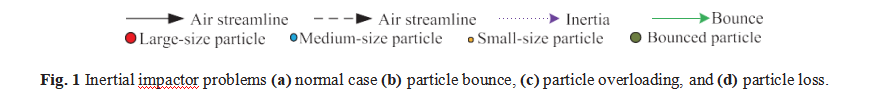 Air streamline Air streamline Inertia Bounce
Large-size particle Medium-size particle Small-size particle Bounced particle
Fig. 1 Inertial impactor problems (a) normal case (b) particle bounce, (c) particle overloading, and (d) particle loss.